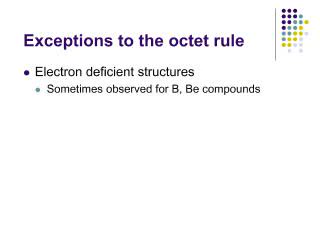 Exceptions to the octet rule
Electron deficient structures
Sometimes observed for B, Be compounds